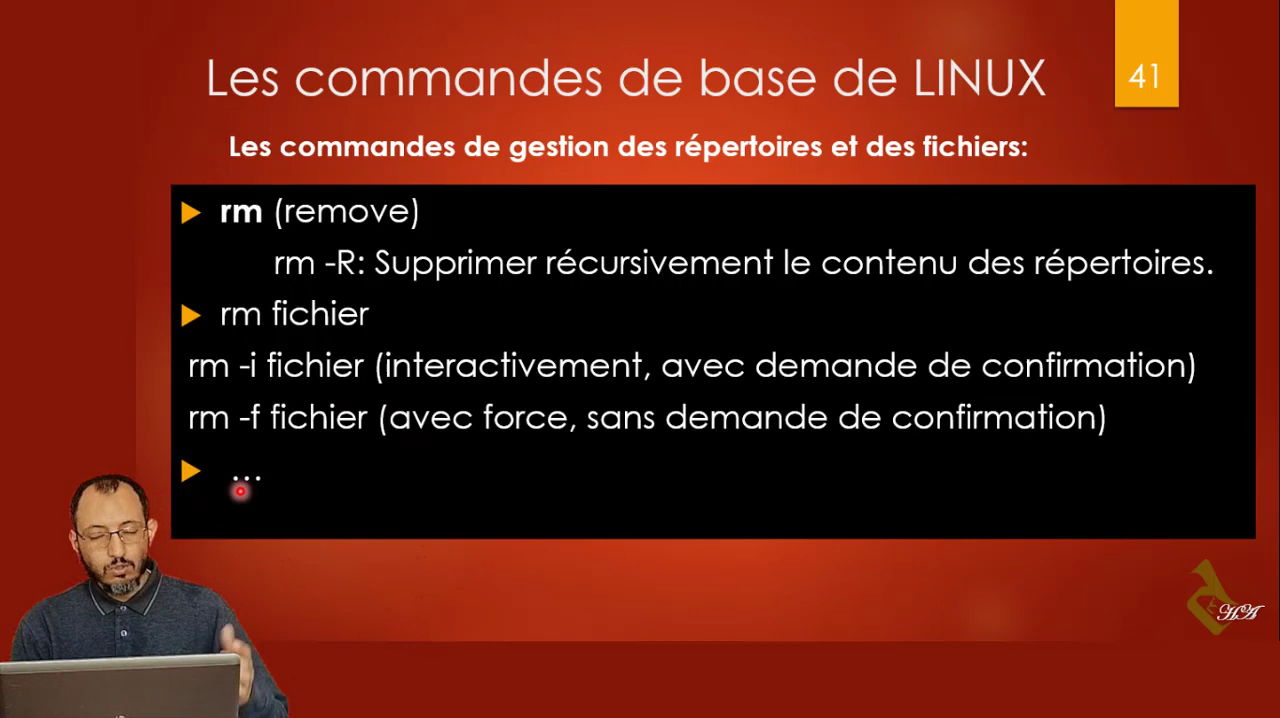 Les commandes de base de LINUX
41
Les commandes de gestion des répertoires et des fichiers:
rm (remove)
rm -R: Supprimer récursivement le contenu des répertoires.
rm fichier
rm -i fichier (interactivement, avec demande de confirmation)
rm -f fichier (avec force, sans demande de confirmation)
...
HA